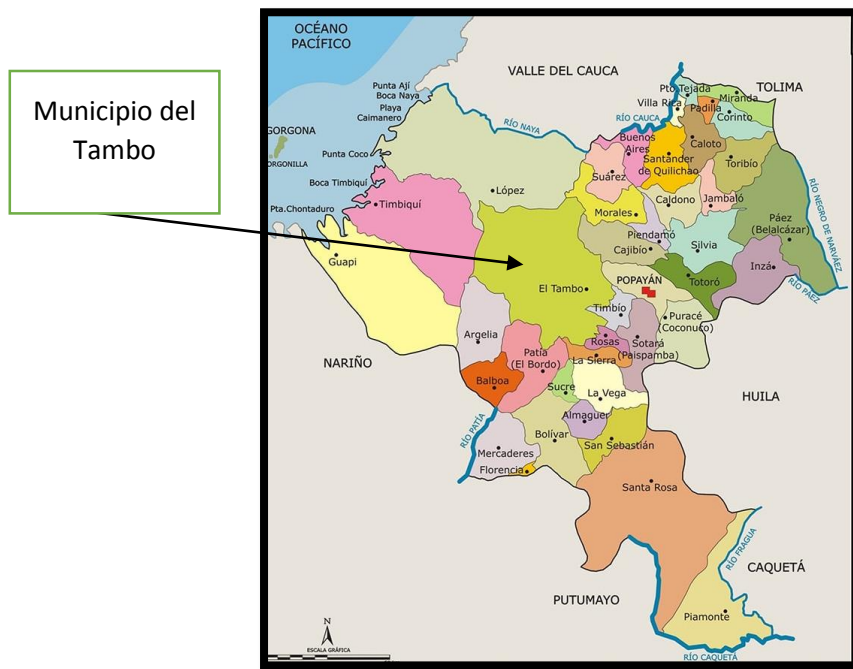 Municipio del
Tambo
OCÉANO
PACÍFICO
VALLE DEL CAUCA
TOLIMA
Punta Ají
Boca Naya
Playa
Caimanero
RÍO NAYA
RÍO CAUCA
Pto Tejada
Villa Rica
Padilla
Miranda
Corinto
GORGONA
GORGONILLA
Punta Coco
Buenos
Aires
Santander
de Quilichao
Caloto
Toribío
Suárez
Boca Timbiquí
Timbiquí
López
Morales
Caldono
Jambaló
RÍO NEGRO DE NARVÁEZ
Pta.Chontaduro
Guapi
Piendamó
Cajibío
Silvia
Páez
(Belalcázar)
Inzá
RÍO PÁEZ
El Tambo
POPAYÁN
Totoró
Timbío
Puracé
(Coconuco)
Argelia
Rosas
Sotará
(Paispamba)
NARIÑO
Patía
(El Bordo)
La Sierra
HUILA
Balboa
Sucre
La Vega
RÍO PATÍA
Almaguer
Bolívar
San Sebastián
Mercaderes
Florencia
Santa Rosa
RÍO FRAGUA
CAQUETÁ
PUTUMAYO
Piamonte
N
ESCALA GRÁFICA
RÍO CAQUETÁ